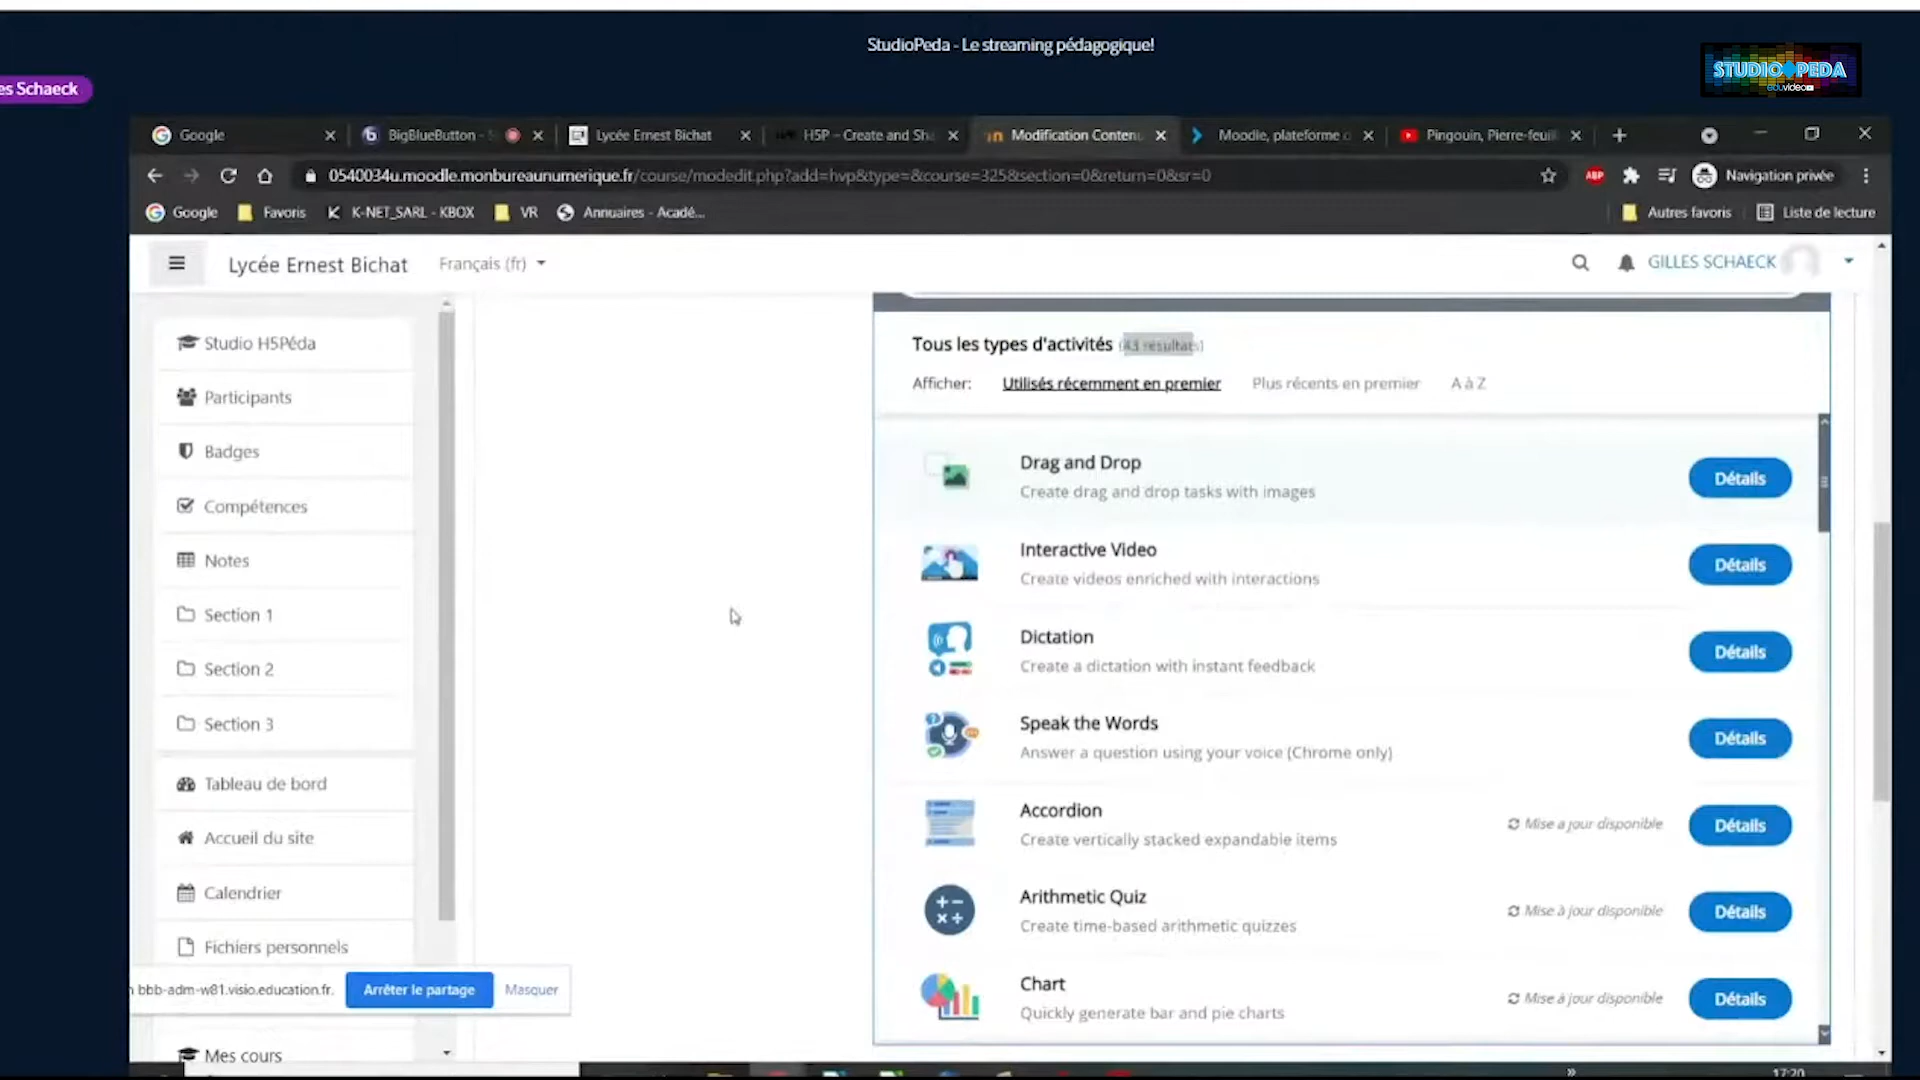 StudioPeda - Le streaming pédagogique!
STUDIO PEDA
eduvideo
es Schaeck
Google
BigBlueButton - S
Lycée Ernest Bichat
H5P – Create and Sha
Modification Conten
Moodle, plateforme
Pingouin, Pierre-feuil
0540034u.moodle.monbureaunumerique.fr/course/modedit.php?add=hvp&type=&course=325&section=0&return=0&sr=0
ABP
Navigation privée
Google
Favoris
K-NET_SARL - KBOX
VR
Annuaires - Acadé...
Autres favoris
Liste de lecture
Lycée Ernest Bichat
Français (fr)
GILLES SCHAECK
Studio H5Péda
Participants
Badges
Compétences
Notes
Section 1
Section 2
Section 3
Tableau de bord
Accueil du site
Calendrier
Fichiers personnels
bbb-adm-w81.visio.education.fr.
Arrêter le partage
Masquer
Mes cours
Tous les types d'activités (43 résultats)
Afficher: Utilisés récemment en premier Plus récents en premier A à Z
Drag and Drop
Create drag and drop tasks with images
Détails
Interactive Video
Create videos enriched with interactions
Détails
Dictation
Create a dictation with instant feedback
Détails
Speak the Words
Answer a question using your voice (Chrome only)
Détails
Accordion
Create vertically stacked expandable items
Mise à jour disponible
Détails
Arithmetic Quiz
Create time-based arithmetic quizzes
Mise à jour disponible
Détails
Chart
Quickly generate bar and pie charts
Mise à jour disponible
Détails
17:20